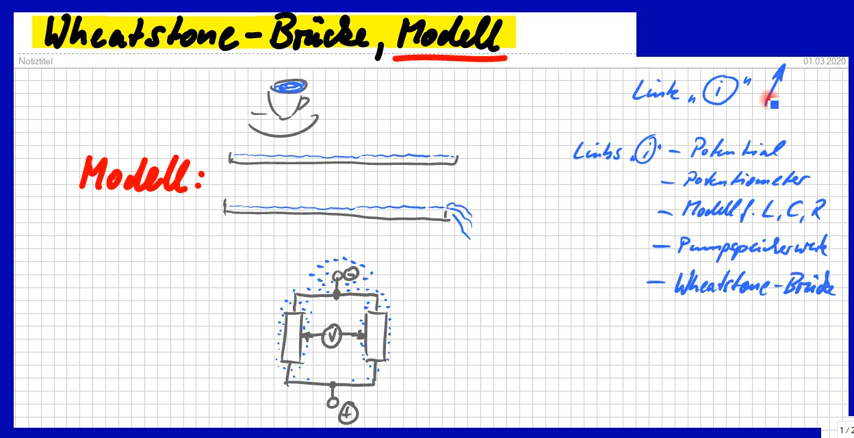 Wheatstone-Brücke, Modell
Notiztitel
01.03.2020
Link „i"
Modell:
Links „i" - Potential
- Potentiometer
- Modell f. L, C, R
- Pumpspeicherwerk
- Wheatstone-Brücke
-
V
+
1/2